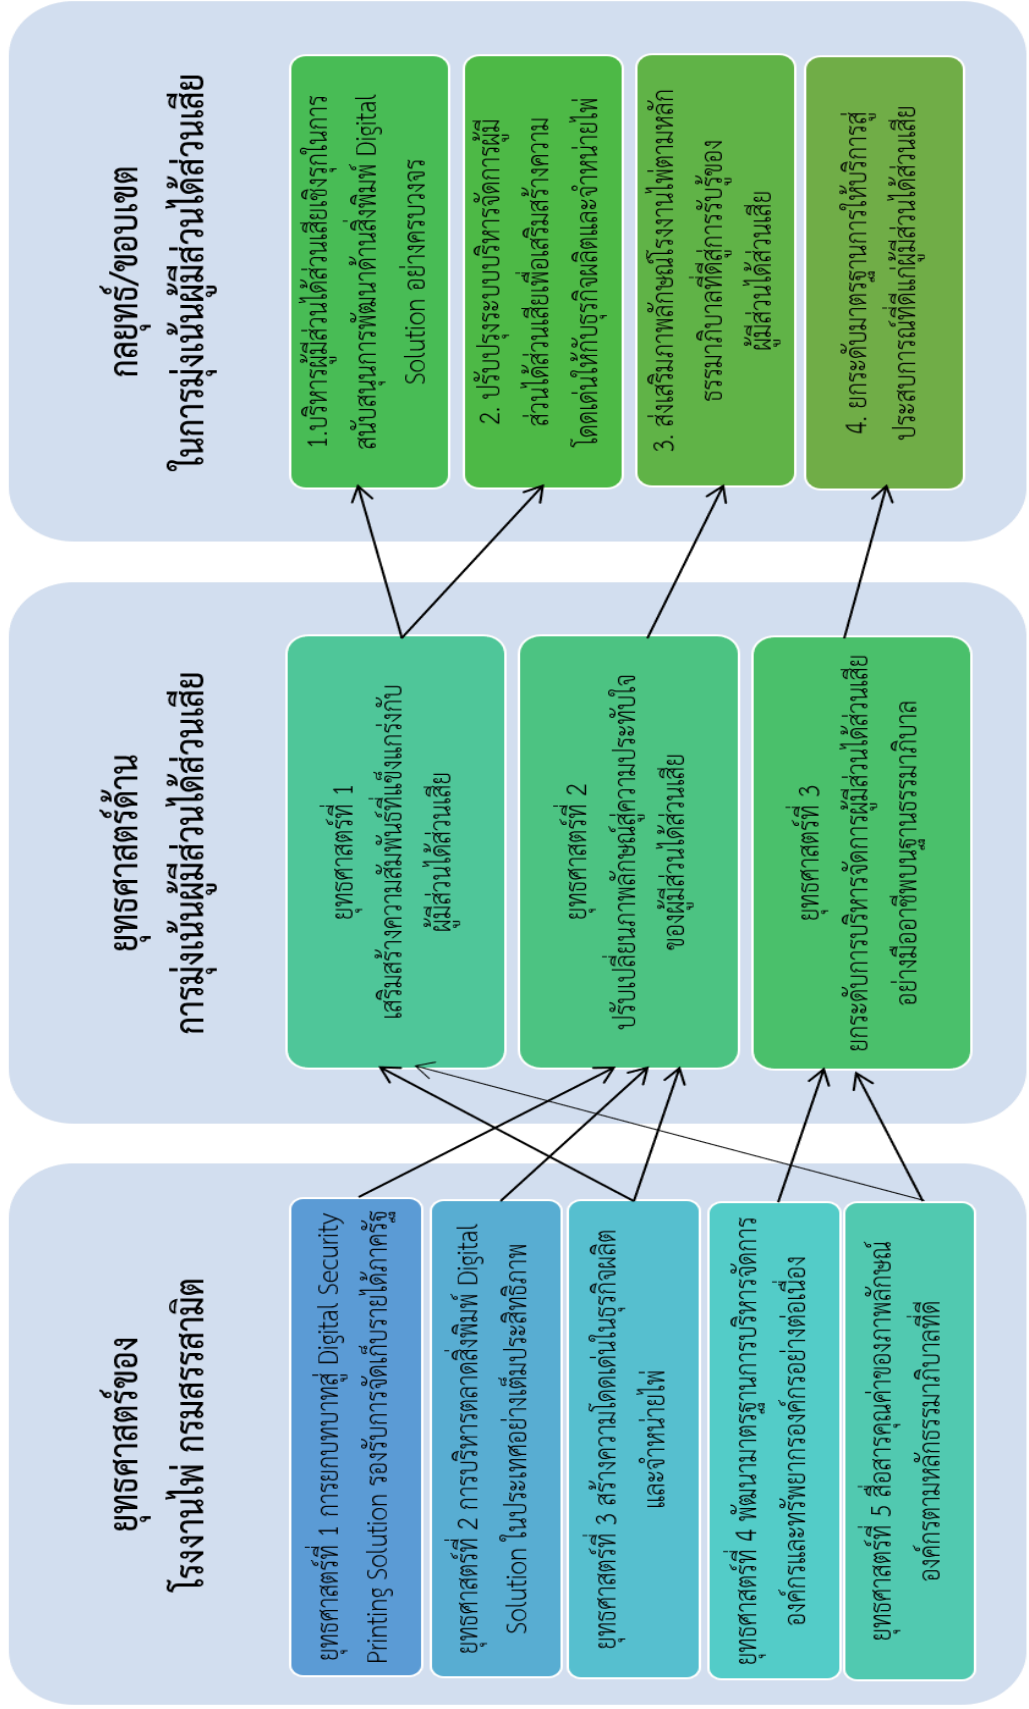 ยุทธศาสตร์ของ
โรงงานไพ่ กรมสรรพสามิต
ยุทธศาสตร์ที่ 1 การยกบทบาทสู่ Digital Security
Printing Solution รองรับการจัดเก็บรายได้ภาครัฐ
ยุทธศาสตร์ที่ 2 การบริหารตลาดสิ่งพิมพ์ Digital
Solution ในประเทศอย่างเต็มประสิทธิภาพ
ยุทธศาสตร์ที่ 3 สร้างความโดดเด่นในธุรกิจผลิต
และจำหน่ายไพ่
ยุทธศาสตร์ที่ 4 พัฒนามาตรฐานการบริหารจัดการ
องค์กรและทรัพยากรองค์กรอย่างต่อเนื่อง
ยุทธศาสตร์ที่ 5 สื่อสารคุณค่าของภาพลักษณ์
องค์กรตามหลักธรรมาภิบาลที่ดี
ยุทธศาสตร์ด้าน
การมุ่งเน้นผู้มีส่วนได้ส่วนเสีย
ยุทธศาสตร์ที่ 1
เสริมสร้างความสัมพันธ์ที่แข็งแกร่งกับ
ผู้มีส่วนได้ส่วนเสีย
ยุทธศาสตร์ที่ 2
ปรับเปลี่ยนภาพลักษณ์สู่ความประทับใจ
ของผู้มีส่วนได้ส่วนเสีย
ยุทธศาสตร์ที่ 3
ยกระดับการบริหารจัดการผู้มีส่วนได้ส่วนเสีย
อย่างมืออาชีพบนฐานธรรมาภิบาล
กลยุทธ์/ขอบเขต
ในการมุ่งเน้นผู้มีส่วนได้ส่วนเสีย
1.บริหารผู้มีส่วนได้ส่วนเสียเชิงรุกในการ
สนับสนุนการพัฒนาด้านสิ่งพิมพ์ Digital
Solution อย่างครบวงจร
2. ปรับปรุงระบบบริหารจัดการผู้มี
ส่วนได้ส่วนเสียเพื่อเสริมสร้างความ
โดดเด่นให้กับธุรกิจผลิตและจำหน่ายไพ่
3. ส่งเสริมภาพลักษณ์โรงงานไพ่ตามหลัก
ธรรมาภิบาลที่ดีสู่การรับรู้ของ
ผู้มีส่วนได้ส่วนเสีย
4. ยกระดับมาตรฐานการให้บริการสู่
ประสบการณ์ที่ดีแก่ผู้มีส่วนได้ส่วนเสีย